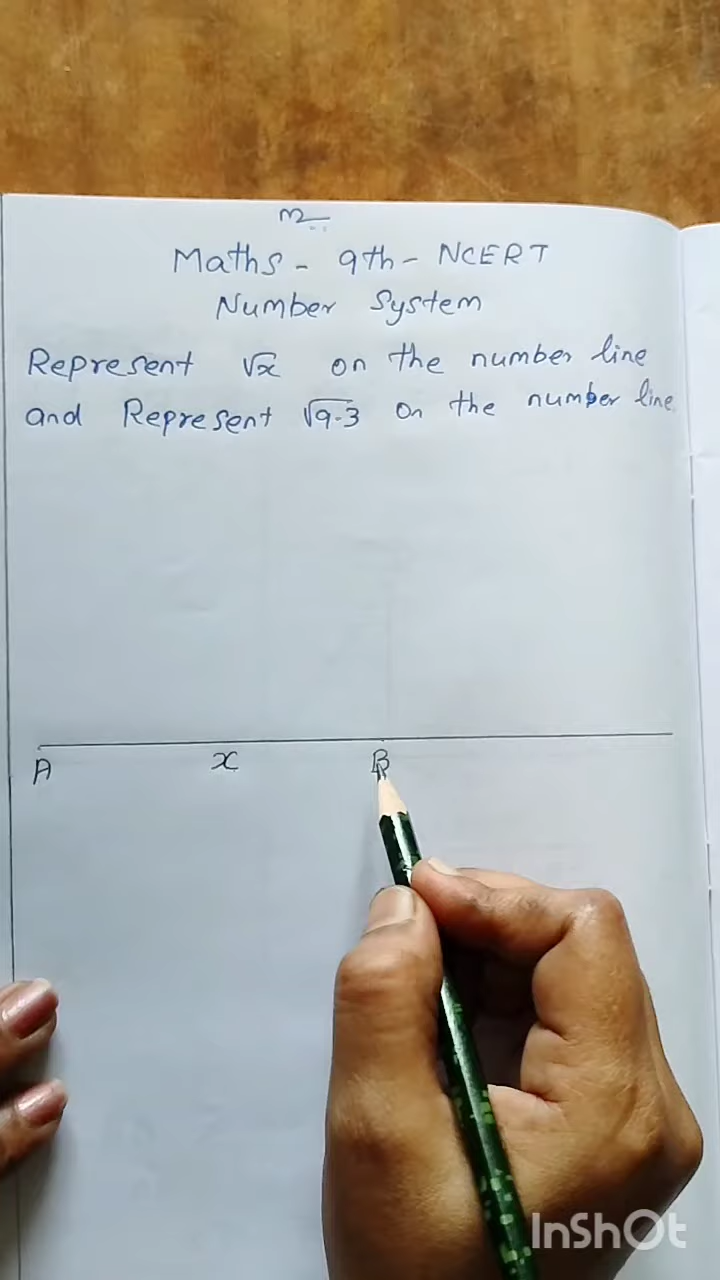 Maths - 9th - NCERT
Number System
Represent √x on the number line
and Represent √9.3 on the number line.
A x B
InShOt